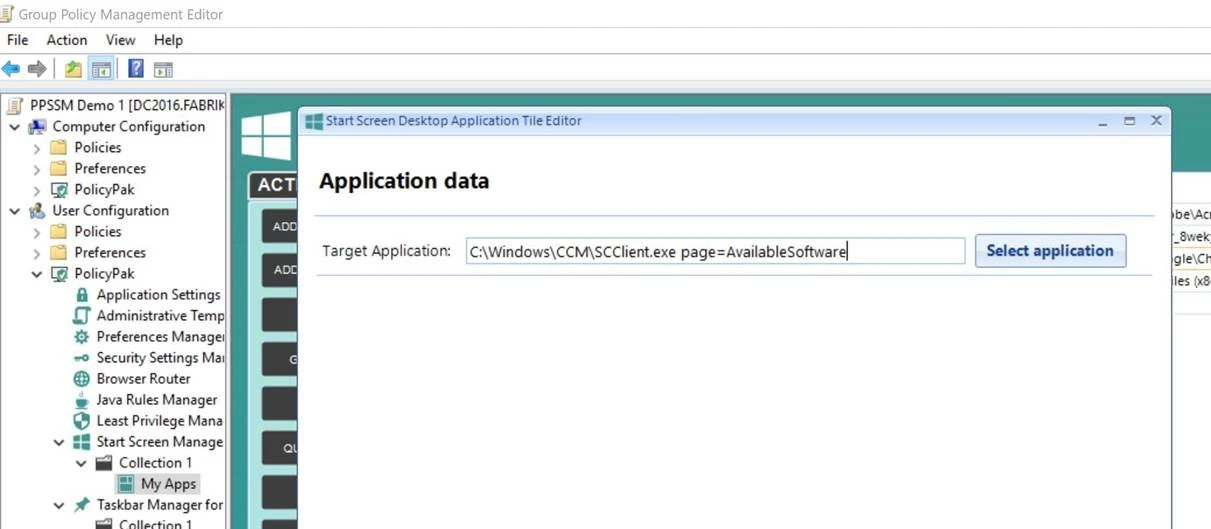 Group Policy Management Editor
File Action View Help
PPSSM Demo 1 [DC2016.FABRIK
Computer Configuration
Policies
Preferences
PolicyPak
User Configuration
Policies
Preferences
PolicyPak
Application Settings
Administrative Temp
Preferences Manager
Security Settings Ma
Browser Router
Java Rules Manager
Least Privilege Mana
Start Screen Manage
Collection 1
My Apps
Taskbar Manager for
Collection 1
ACT
ADD
ADD
G
QU
Start Screen Desktop Application Tile Editor
Application data
Target Application: C:\Windows\CCM\SCClient.exe page=AvailableSoftware Select application
be\Acr
r_8wek
gle\Ch
les (x8